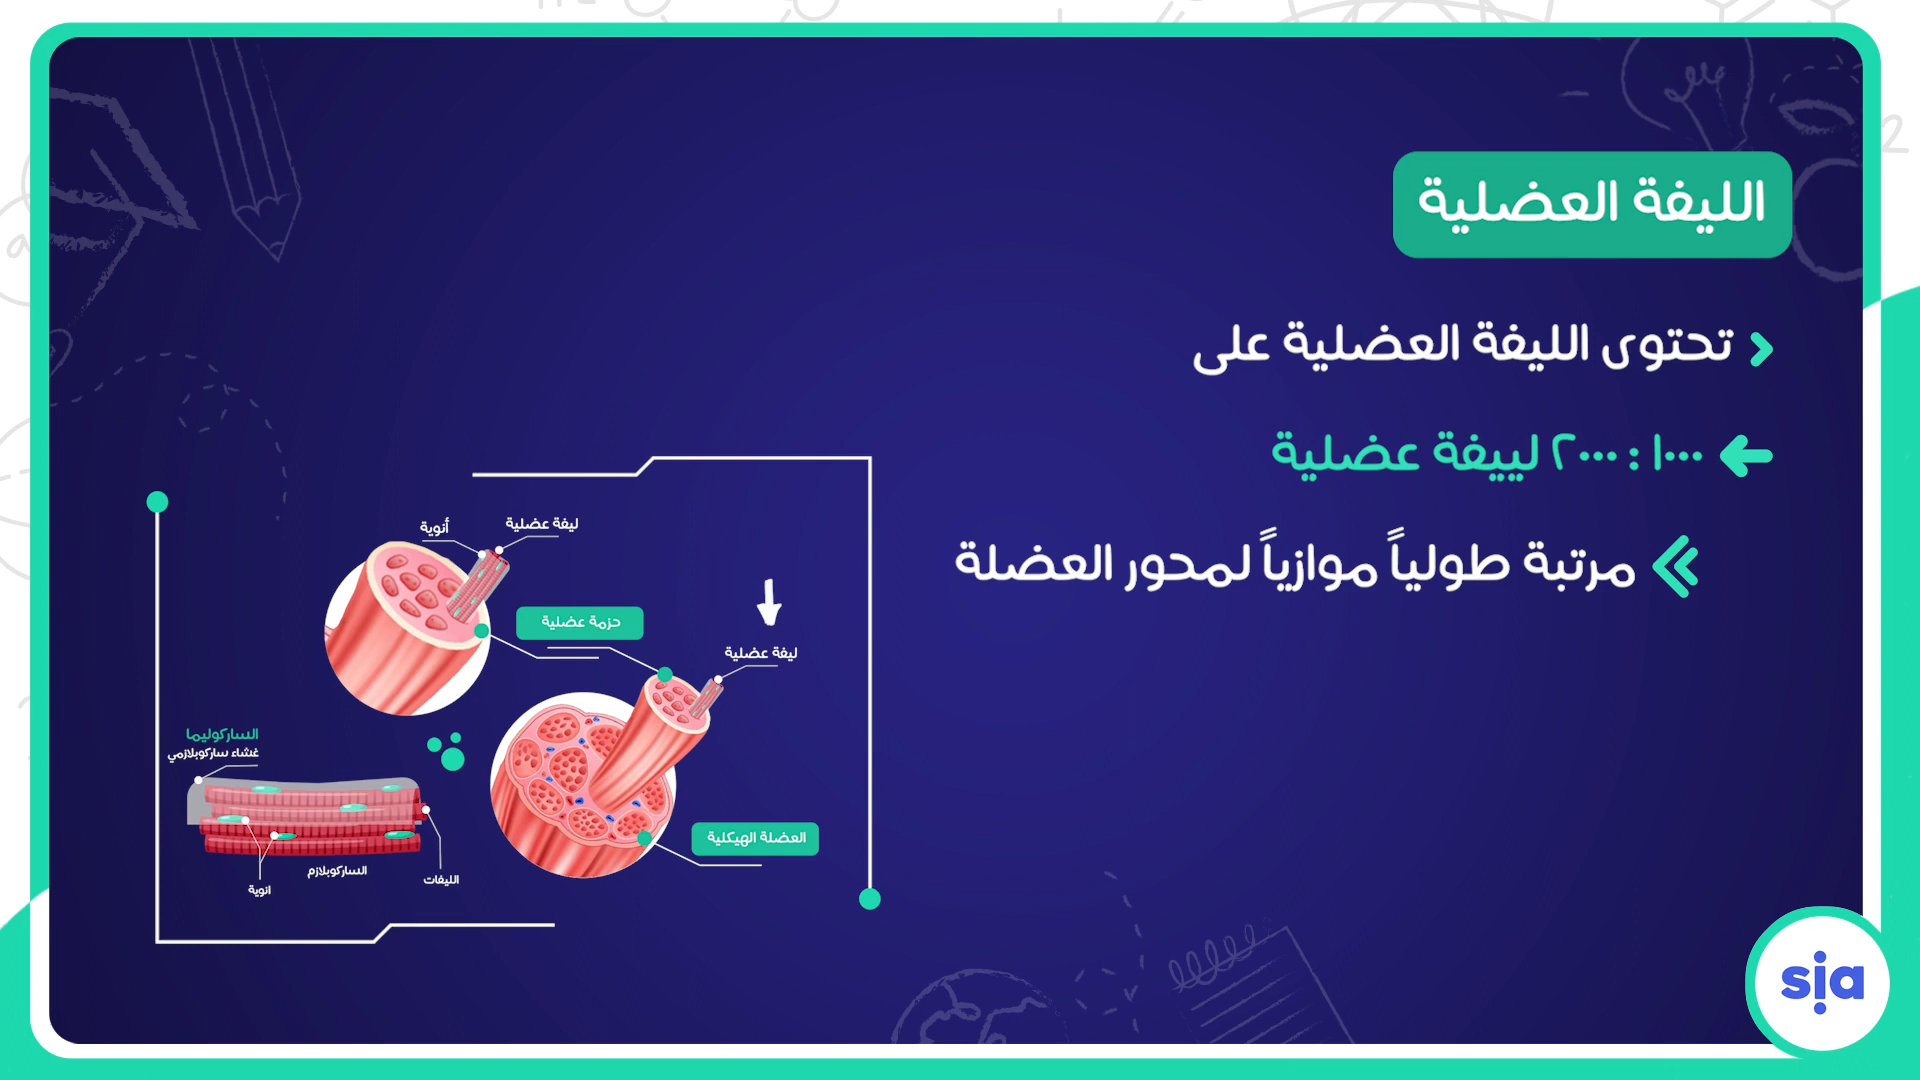 الليفة العضلية
تحتوى الليفة العضلية على
١٠٠٠ : ٢٠٠٠ لييفة عضلية
مرتبة طولياً موازياً لمحور العضلة
ليفة عضلية
أنوية
حزمة عضلية
ليفة عضلية
الساركوليما
غشاء ساركوبلازمي
العضلة الهيكلية
الساركوبلازم
الليفات
انوية
sia